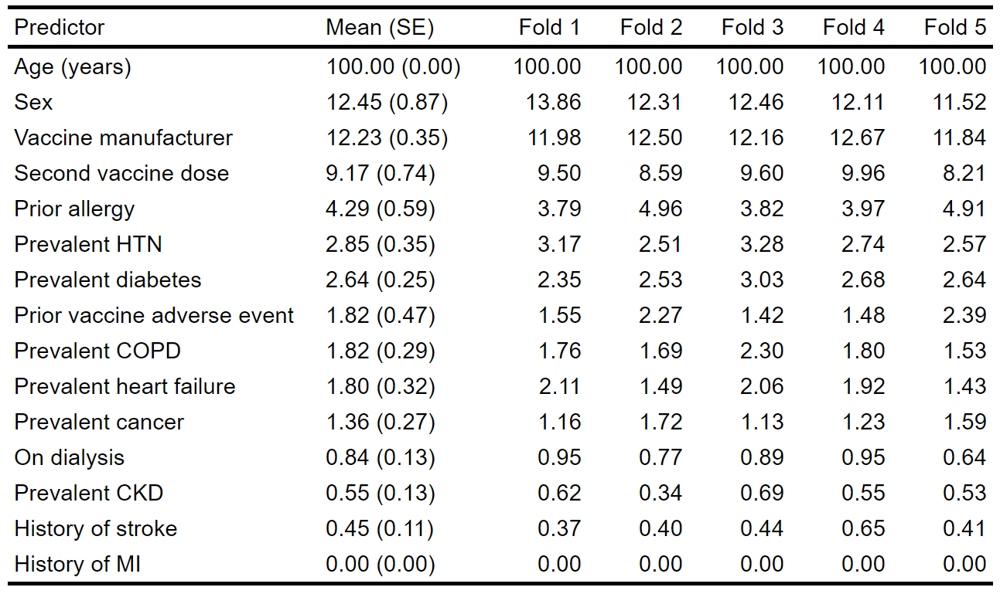 Predictor Mean (SE) Fold 1 Fold 2 Fold 3 Fold 4 Fold 5
Age (years) 100.00 (0.00) 100.00 100.00 100.00 100.00 100.00
Sex 12.45 (0.87) 13.86 12.31 12.46 12.11 11.52
Vaccine manufacturer 12.23 (0.35) 11.98 12.50 12.16 12.67 11.84
Second vaccine dose 9.17 (0.74) 9.50 8.59 9.60 9.96 8.21
Prior allergy 4.29 (0.59) 3.79 4.96 3.82 3.97 4.91
Prevalent HTN 2.85 (0.35) 3.17 2.51 3.28 2.74 2.57
Prevalent diabetes 2.64 (0.25) 2.35 2.53 3.03 2.68 2.64
Prior vaccine adverse event 1.82 (0.47) 1.55 2.27 1.42 1.48 2.39
Prevalent COPD 1.82 (0.29) 1.76 1.69 2.30 1.80 1.53
Prevalent heart failure 1.80 (0.32) 2.11 1.49 2.06 1.92 1.43
Prevalent cancer 1.36 (0.27) 1.16 1.72 1.13 1.23 1.59
On dialysis 0.84 (0.13) 0.95 0.77 0.89 0.95 0.64
Prevalent CKD 0.55 (0.13) 0.62 0.34 0.69 0.55 0.53
History of stroke 0.45 (0.11) 0.37 0.40 0.44 0.65 0.41
History of MI 0.00 (0.00) 0.00 0.00 0.00 0.00 0.00